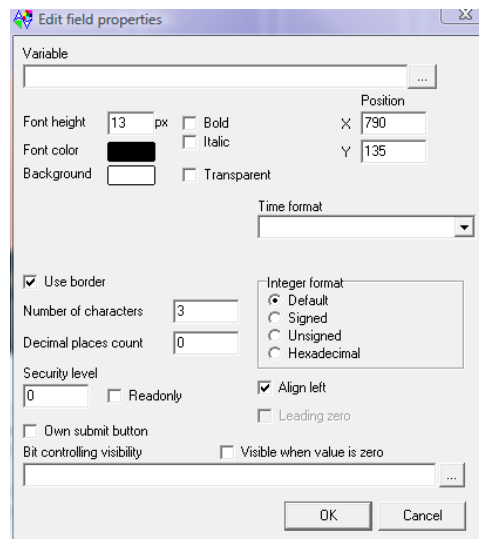 Edit field properties
Variable
...
Position
Font height 13 px Bold X 790
Italic
Font color Y 135
Background Transparent
Time format
Use border
Integer format
Default
Number of characters 3 Signed
Unsigned
Decimal places count 0 Hexadecimal
Security level
0 Readonly Align left
Leading zero
Own submit button
Bit controlling visibility Visible when value is zero
...
OK Cancel